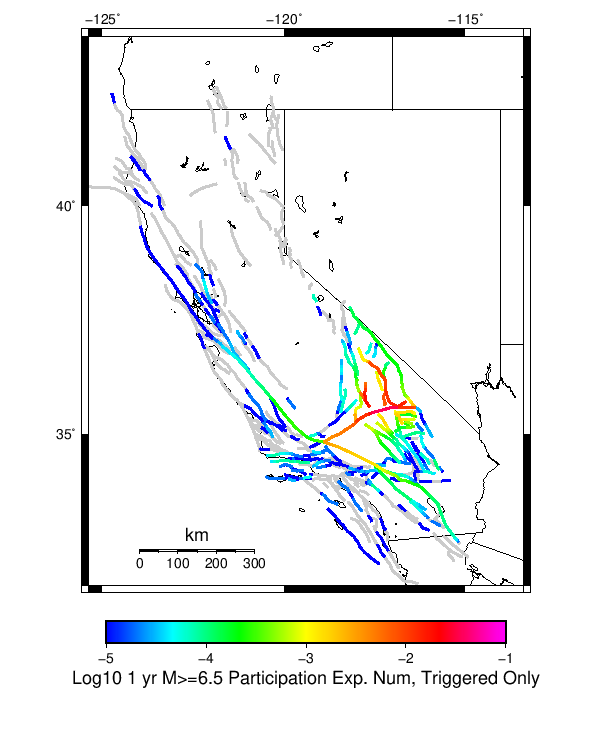 −125° −120° −115°
40°
35°
km
0 100 200 300
−5 −4 −3 −2 −1
Log10 1 yr M>=6.5 Participation Exp. Num, Triggered Only